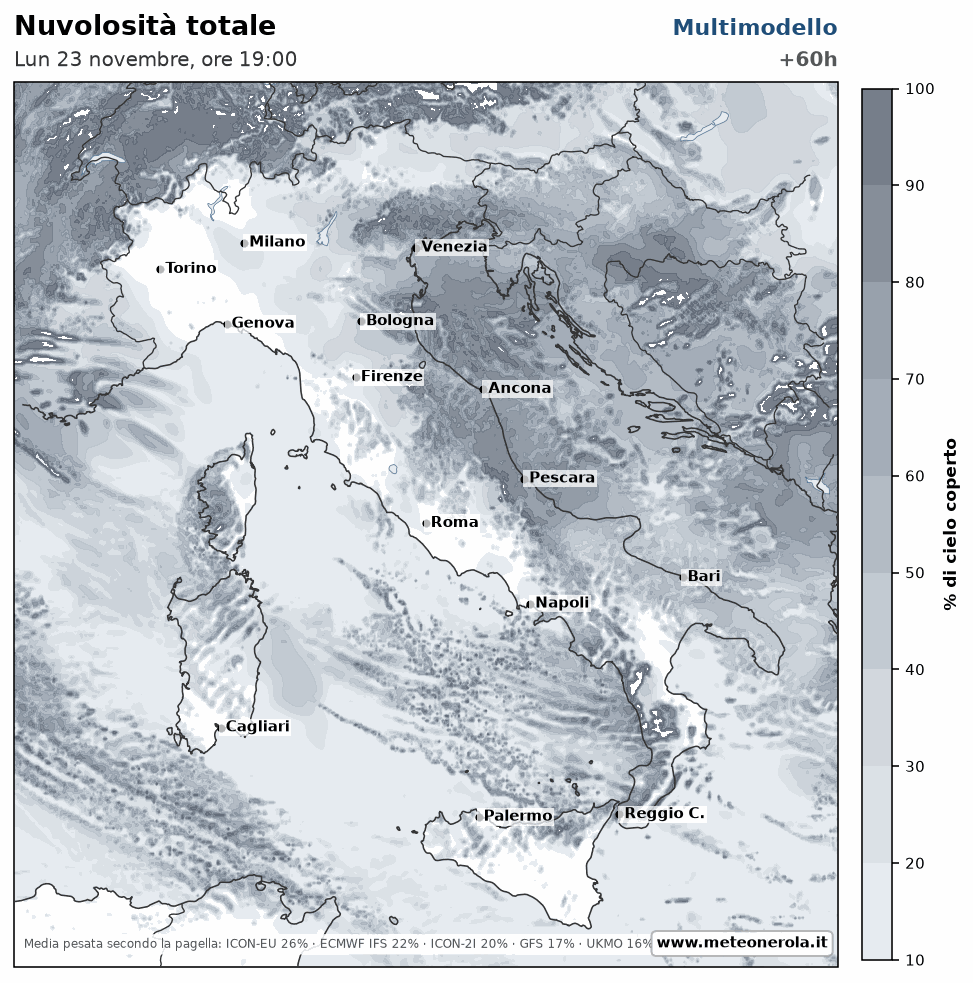 Nuvolosità totale
Multimodello
Lun 23 novembre, ore 19:00
+60h
100
90
80
70
60
50
40
30
20
10
% di cielo coperto
Milano
Venezia
Torino
Genova
Bologna
Firenze
Ancona
Pescara
Roma
Bari
Napoli
Cagliari
Palermo
Reggio C.
Media pesata secondo la pagella: ICON-EU 26% · ECMWF IFS 22% · ICON-2I 20% · GFS 17% · UKMO 16%
www.meteonerola.it